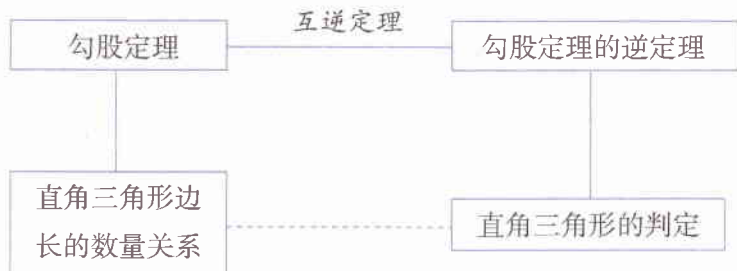 互逆定理
勾股定理
勾股定理的逆定理
直角三角形边
长的数量关系
直角三角形的判定